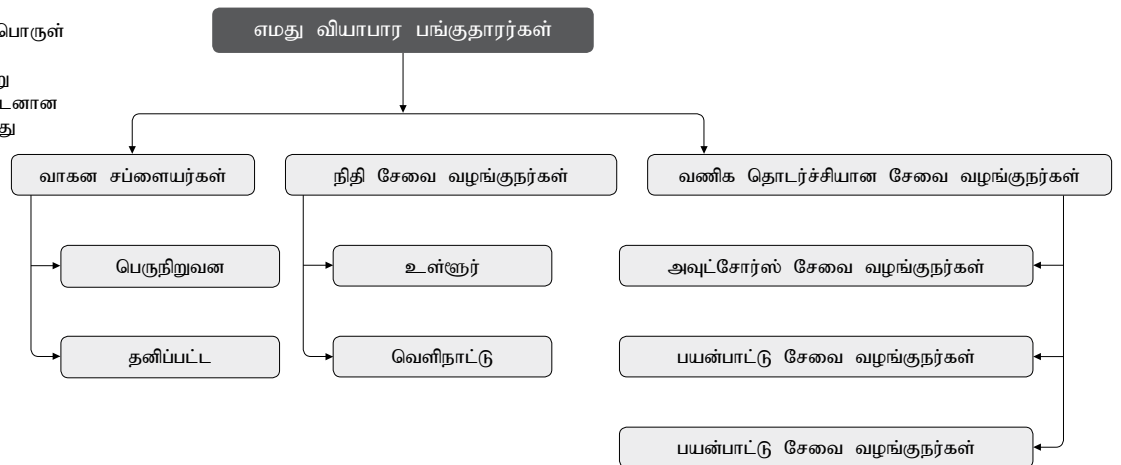 பொருள்
எமது வியாபார பங்குதாரர்கள்
று
டனான
து
வாகன சப்ளையர்கள்
நிதி சேவை வழங்குநர்கள்
வணிக தொடர்ச்சியான சேவை வழங்குநர்கள்
பெருநிறுவன
உள்ளூர்
அவுட்சோர்ஸ் சேவை வழங்குநர்கள்
தனிப்பட்ட
வெளிநாட்டு
பயன்பாட்டு சேவை வழங்குநர்கள்
பயன்பாட்டு சேவை வழங்குநர்கள்